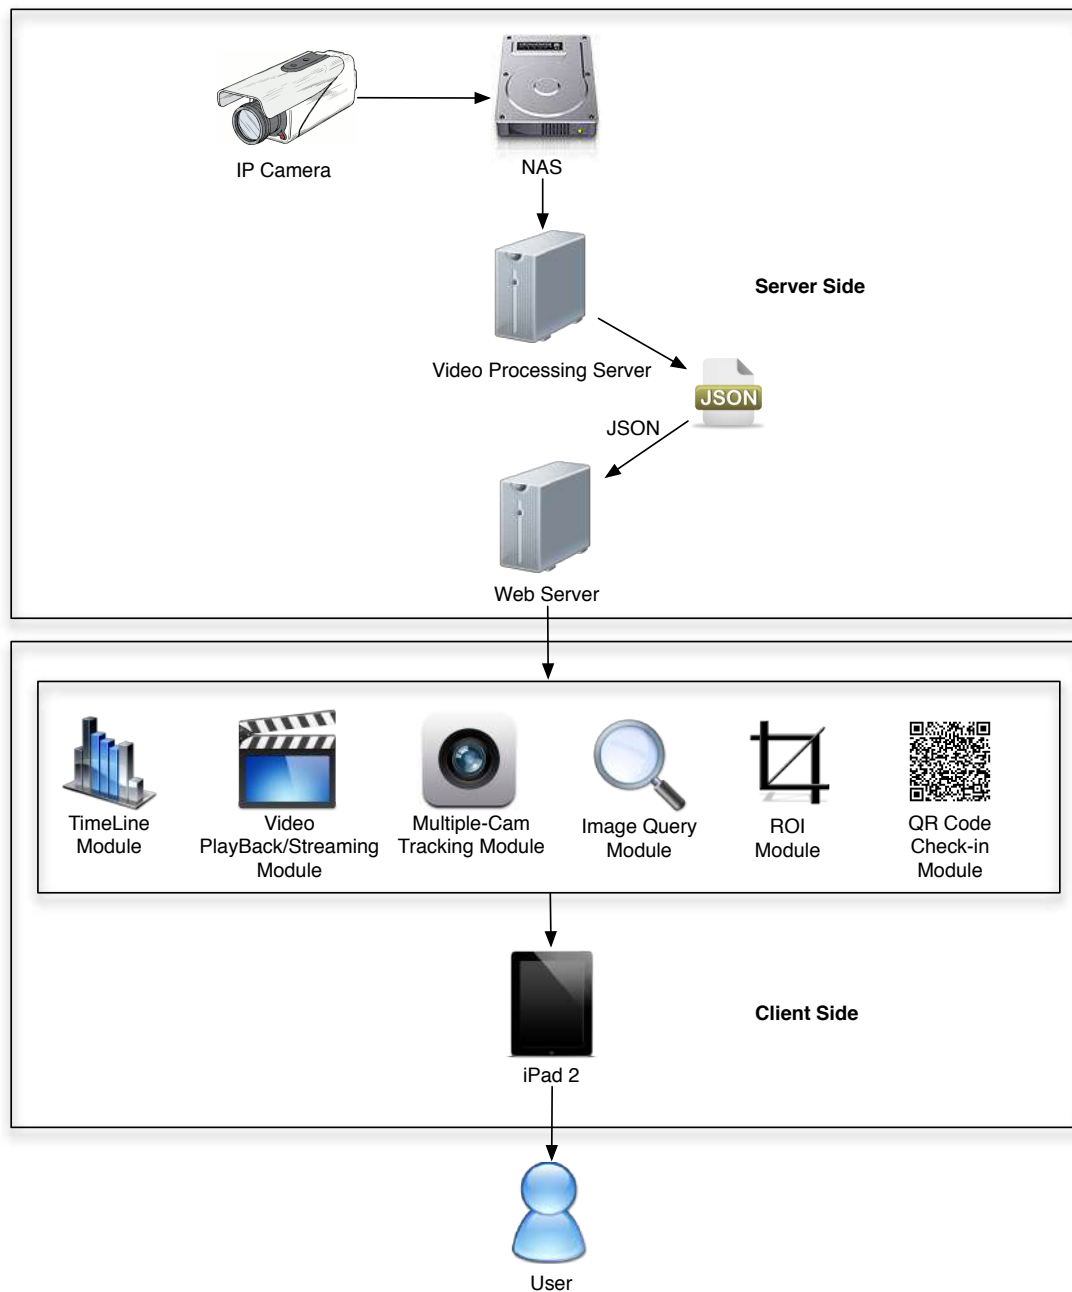 IP Camera
NAS
Server Side
Video Processing Server
JSON
JSON
Web Server
TimeLine
Module
Video
PlayBack/Streaming
Module
Multiple-Cam
Tracking Module
Image Query
Module
ROI
Module
QR Code
Check-in
Module
Client Side
iPad 2
User